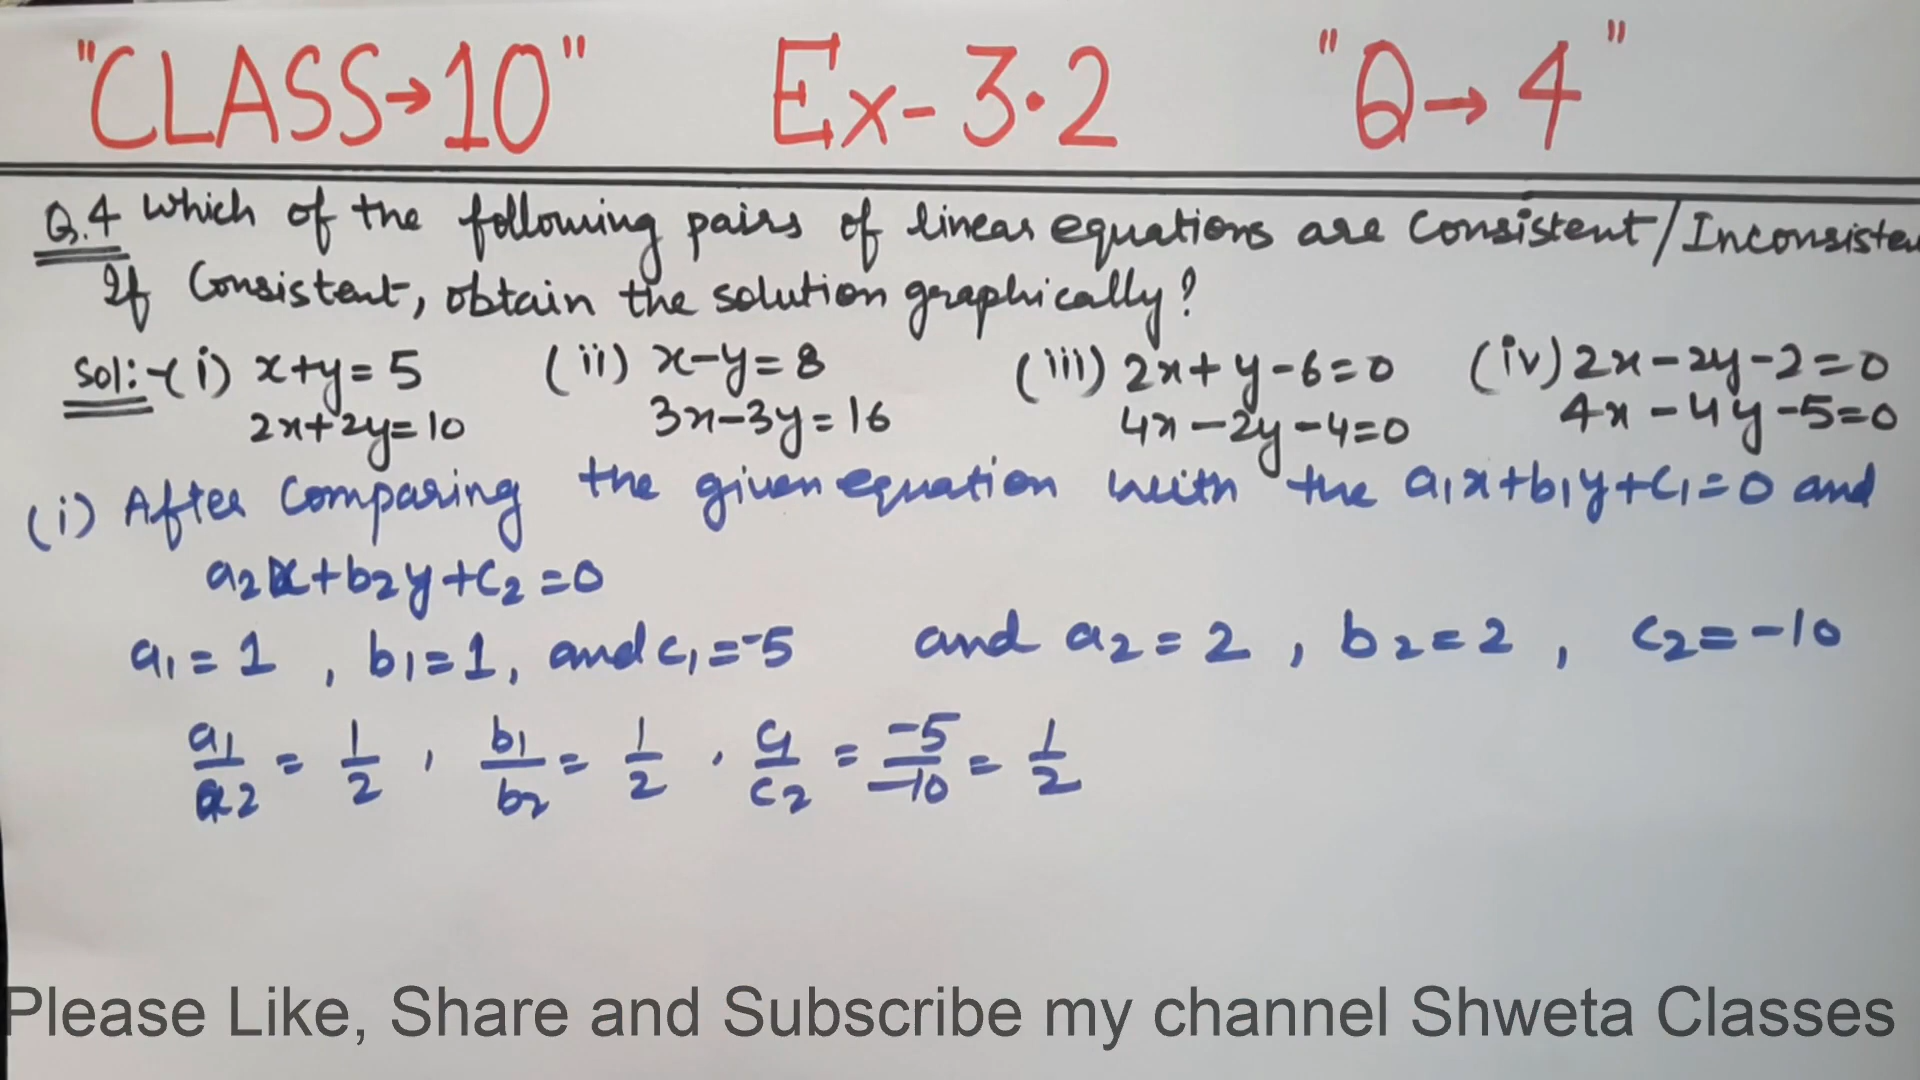 "CLASS→10" Ex-3.2 "Q→4"
Q.4 Which of the following pairs of linear equations are Consistent/Inconsisten
If Consistent, obtain the solution graphically?
Sol:-(i) x+y=5 (ii) x-y=8 (iii) 2x+y-6=0 (iv) 2x-2y-2=0
2x+2y=10 3x-3y=16 4x-2y-4=0 4x-4y-5=0
(i) After Comparing the given equation with the a₁x+b₁y+c₁=0 and
a₂x+b₂y+c₂=0
a₁=1, b₁=1, and c₁=-5 and a₂=2, b₂=2, c₂=-10
a₁/a₂ = 1/2, b₁/b₂ = 1/2, c₁/c₂ = -5/-10 = 1/2
Please Like, Share and Subscribe my channel Shweta Classes